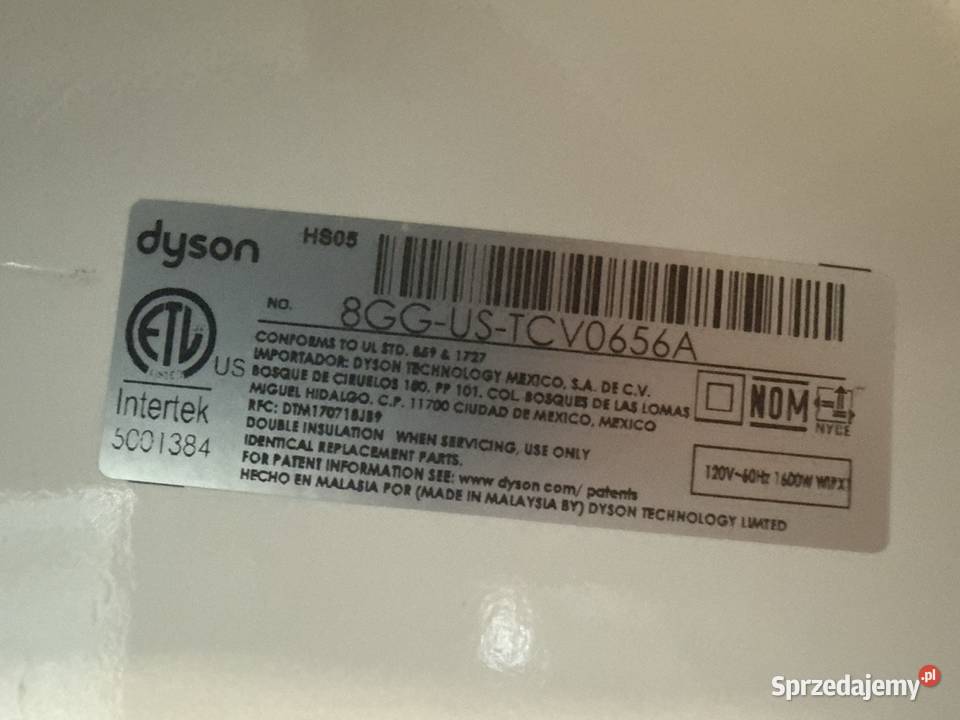 dyson
HS05
NO. 8GG-US-TCV0656A
ETL
US
Intertek
5001384
CONFORMS TO UL STD. 859 & 1727
IMPORTADOR: DYSON TECHNOLOGY MEXICO, S.A. DE C.V.
BOSQUE DE CIRUELOS 180, PP 101, COL. BOSQUES DE LAS LOMAS
MIGUEL HIDALGO, C.P. 11700 CIUDAD DE MEXICO, MEXICO
RFC: DTM170718J89
DOUBLE INSULATION WHEN SERVICING, USE ONLY
IDENTICAL REPLACEMENT PARTS.
FOR PATENT INFORMATION SEE: www.dyson.com/patents
HECHO EN MALASIA POR (MADE IN MALAYSIA BY) DYSON TECHNOLOGY LIMITED
NOM
NYCE
120V~60Hz 1600W
Sprzedajemy.pl